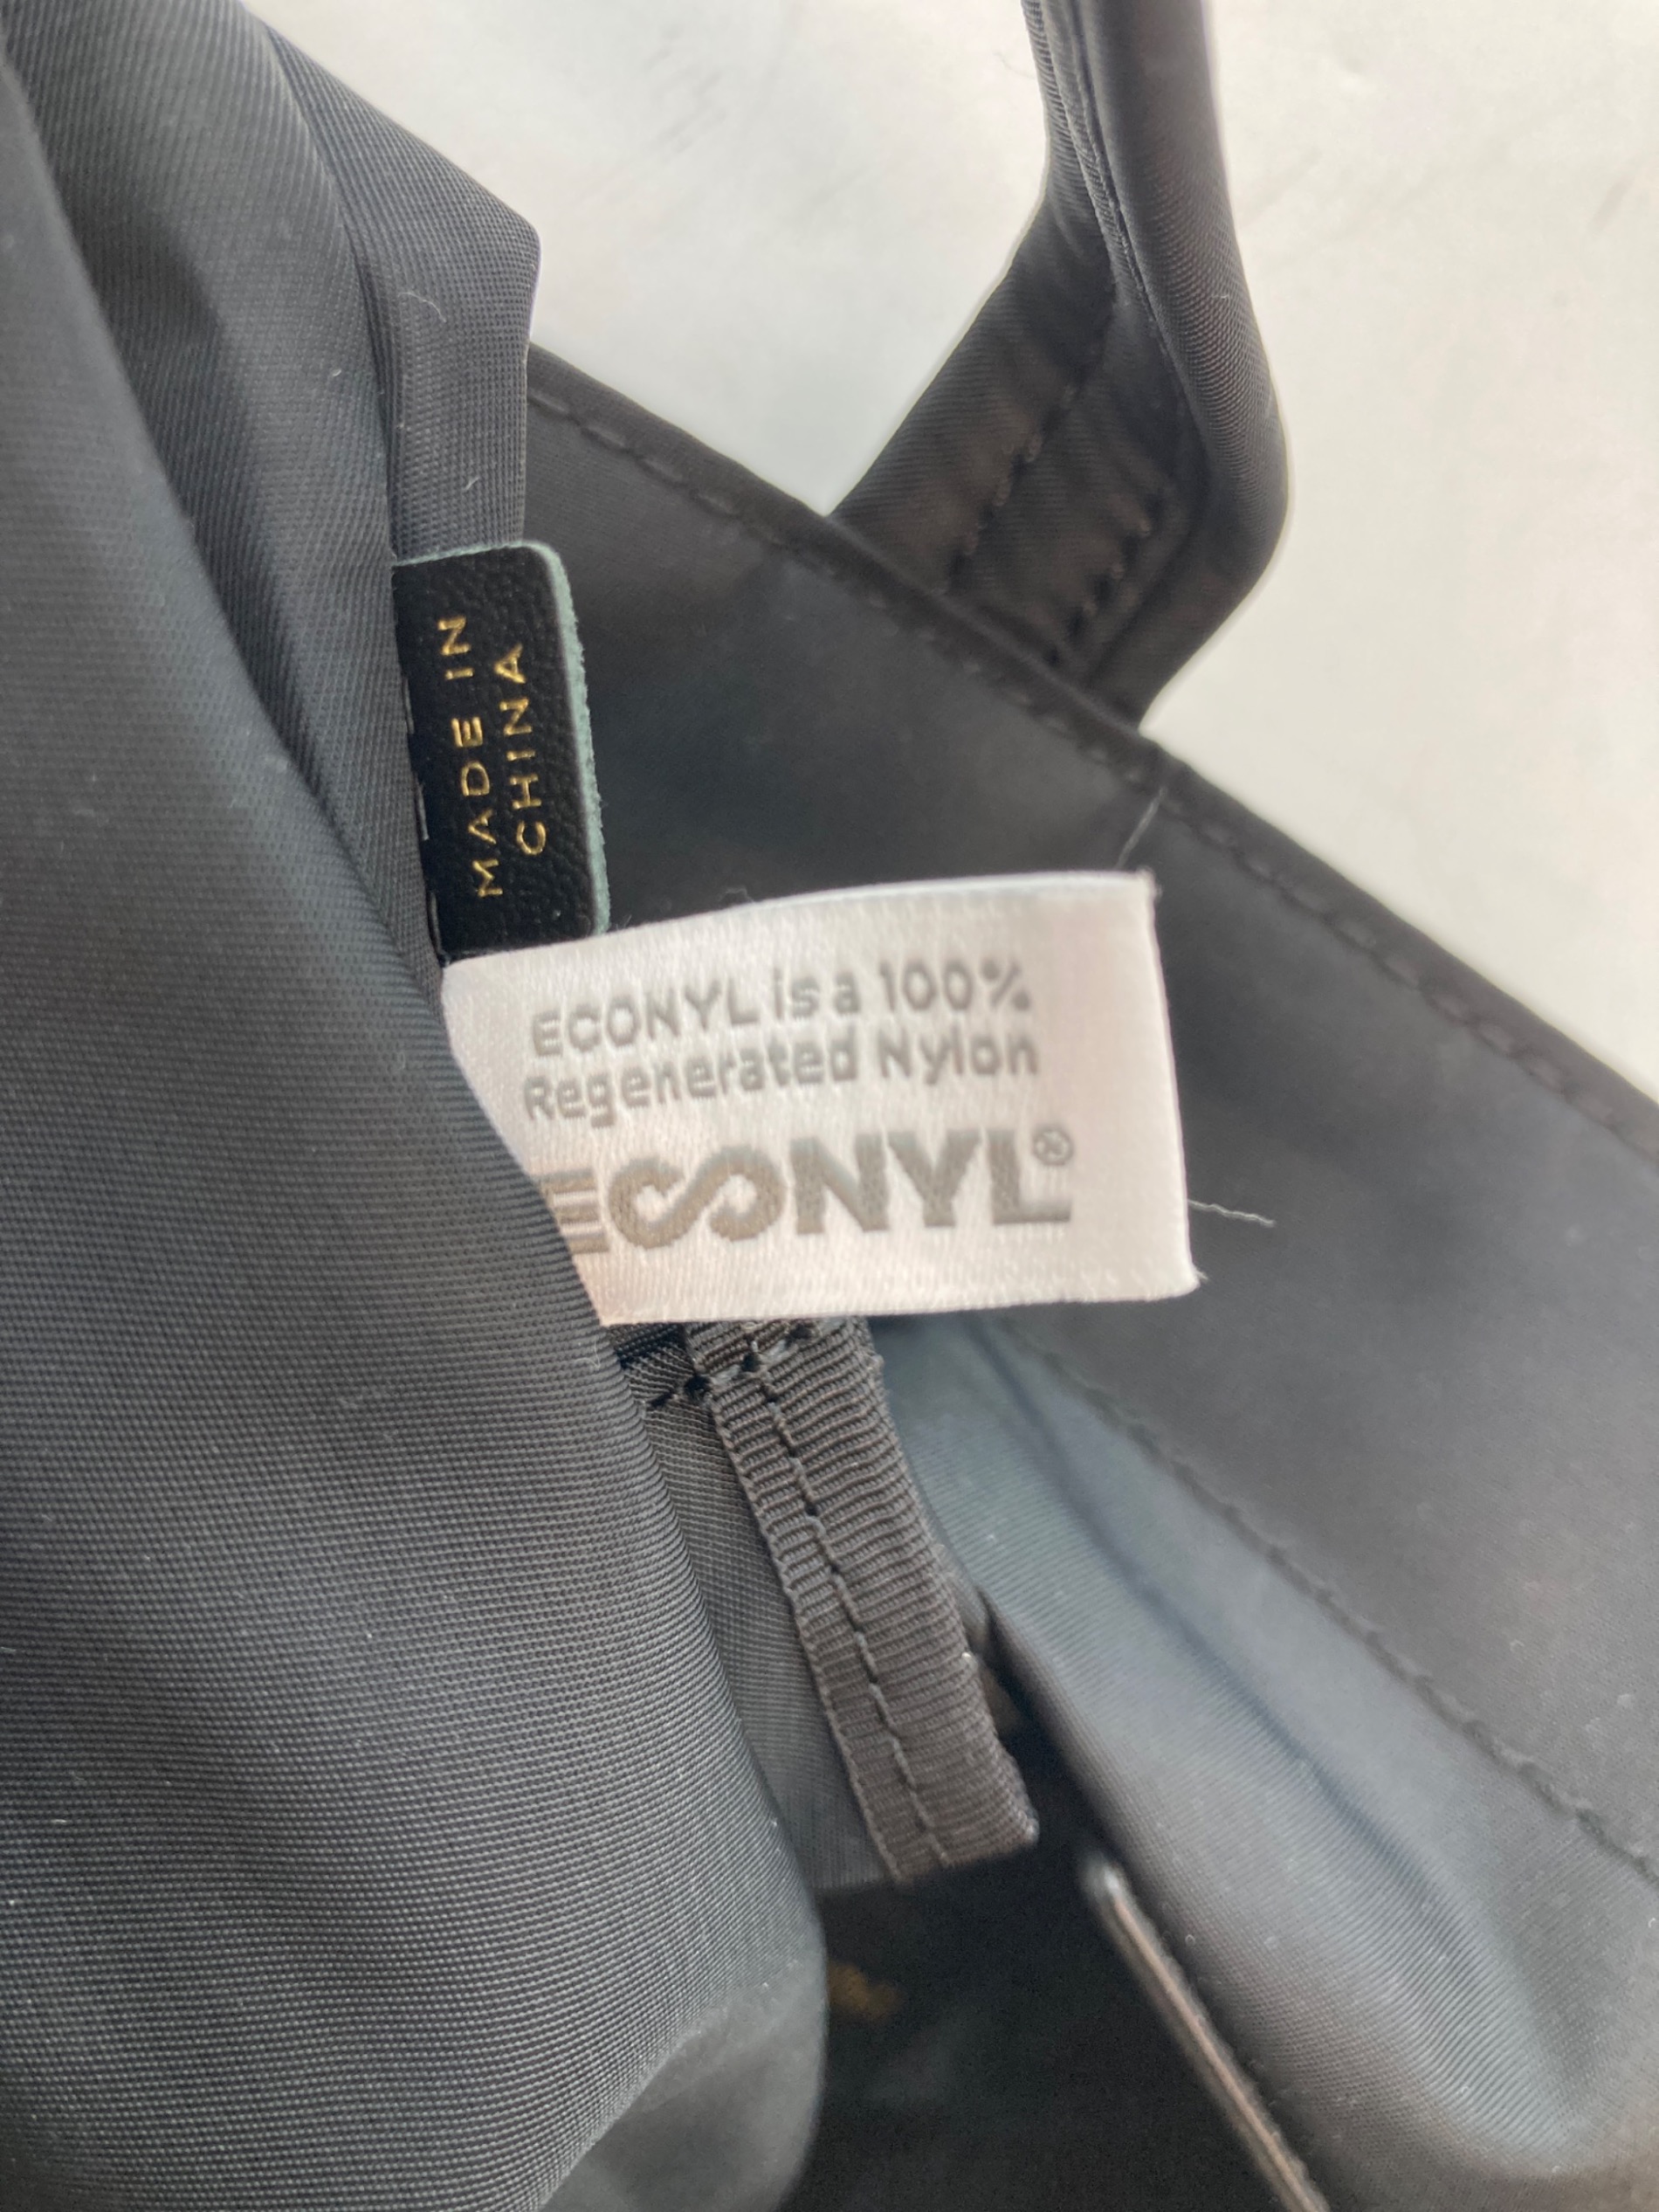 MADE IN
CHINA
ECONYL is a 100%
Regenerated Nylon
ECONYL®